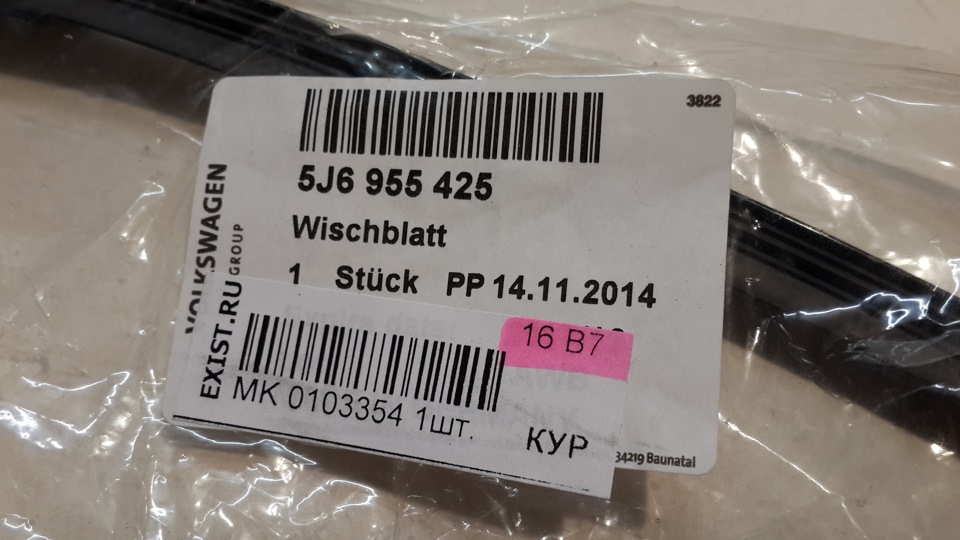 3822
5J6 955 425
Wischblatt
1 Stück PP 14.11.2014
VOLKSWAGEN
GROUP
EXIST.RU
16 B7
МК 0103354 1шт.
КУР
34219 Baunatal